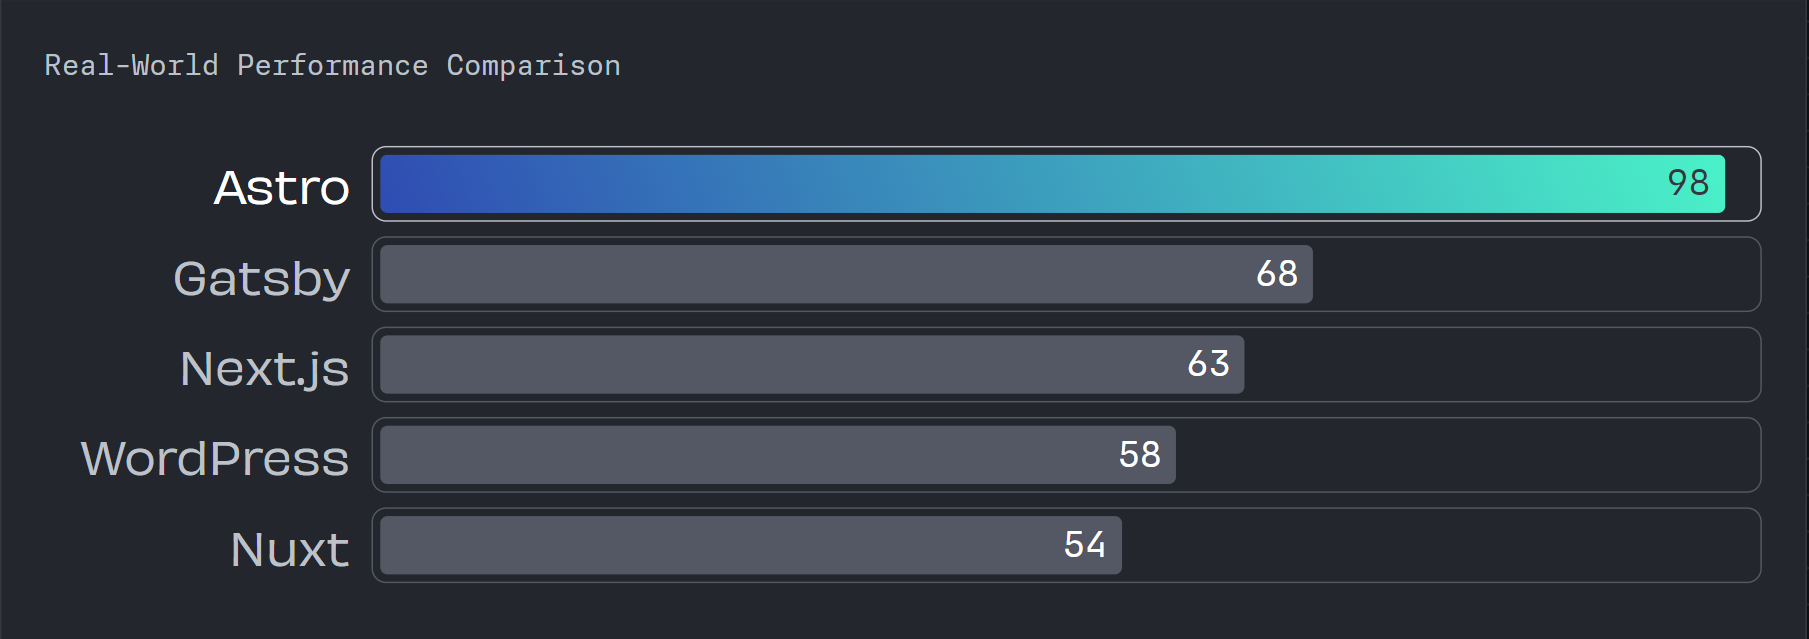 Real-World Performance Comparison
Astro 98
Gatsby 68
Next.js 63
WordPress 58
Nuxt 54